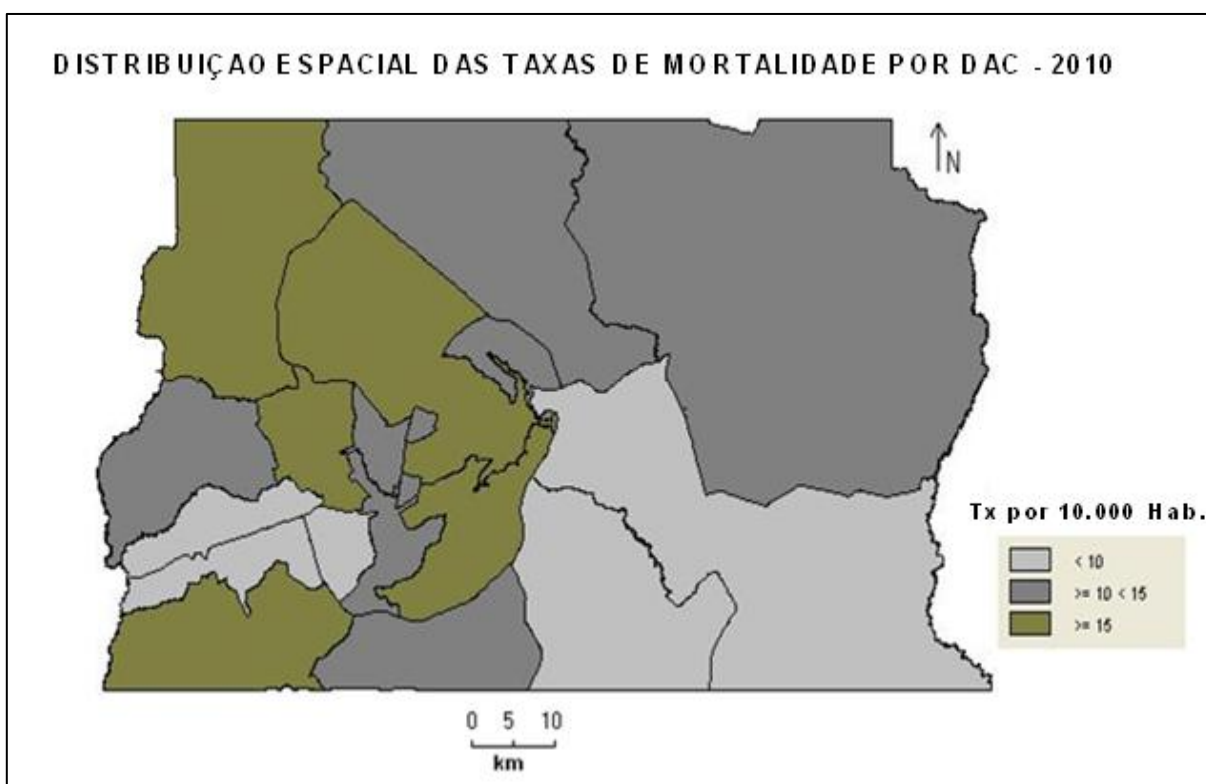 DISTRIBUIÇAO ESPACIAL DAS TAXAS DE MORTALIDADE POR DAC - 2010
N
Tx por 10.000 Hab.
< 10
>= 10 < 15
>= 15
0 5 10
km